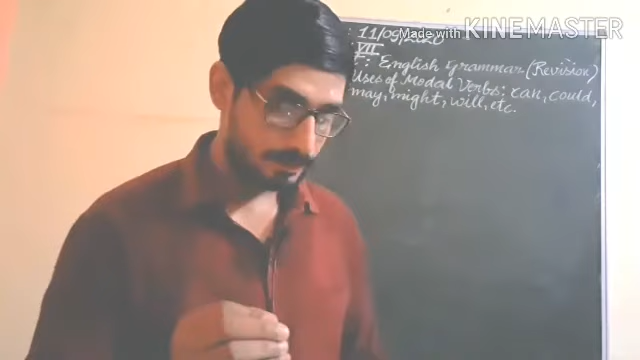 Made with KINEMASTER
: 11/09/2020
VII
: English Grammar (Revision)
Uses of Modal Verbs: can, could,
may, might, will, etc.